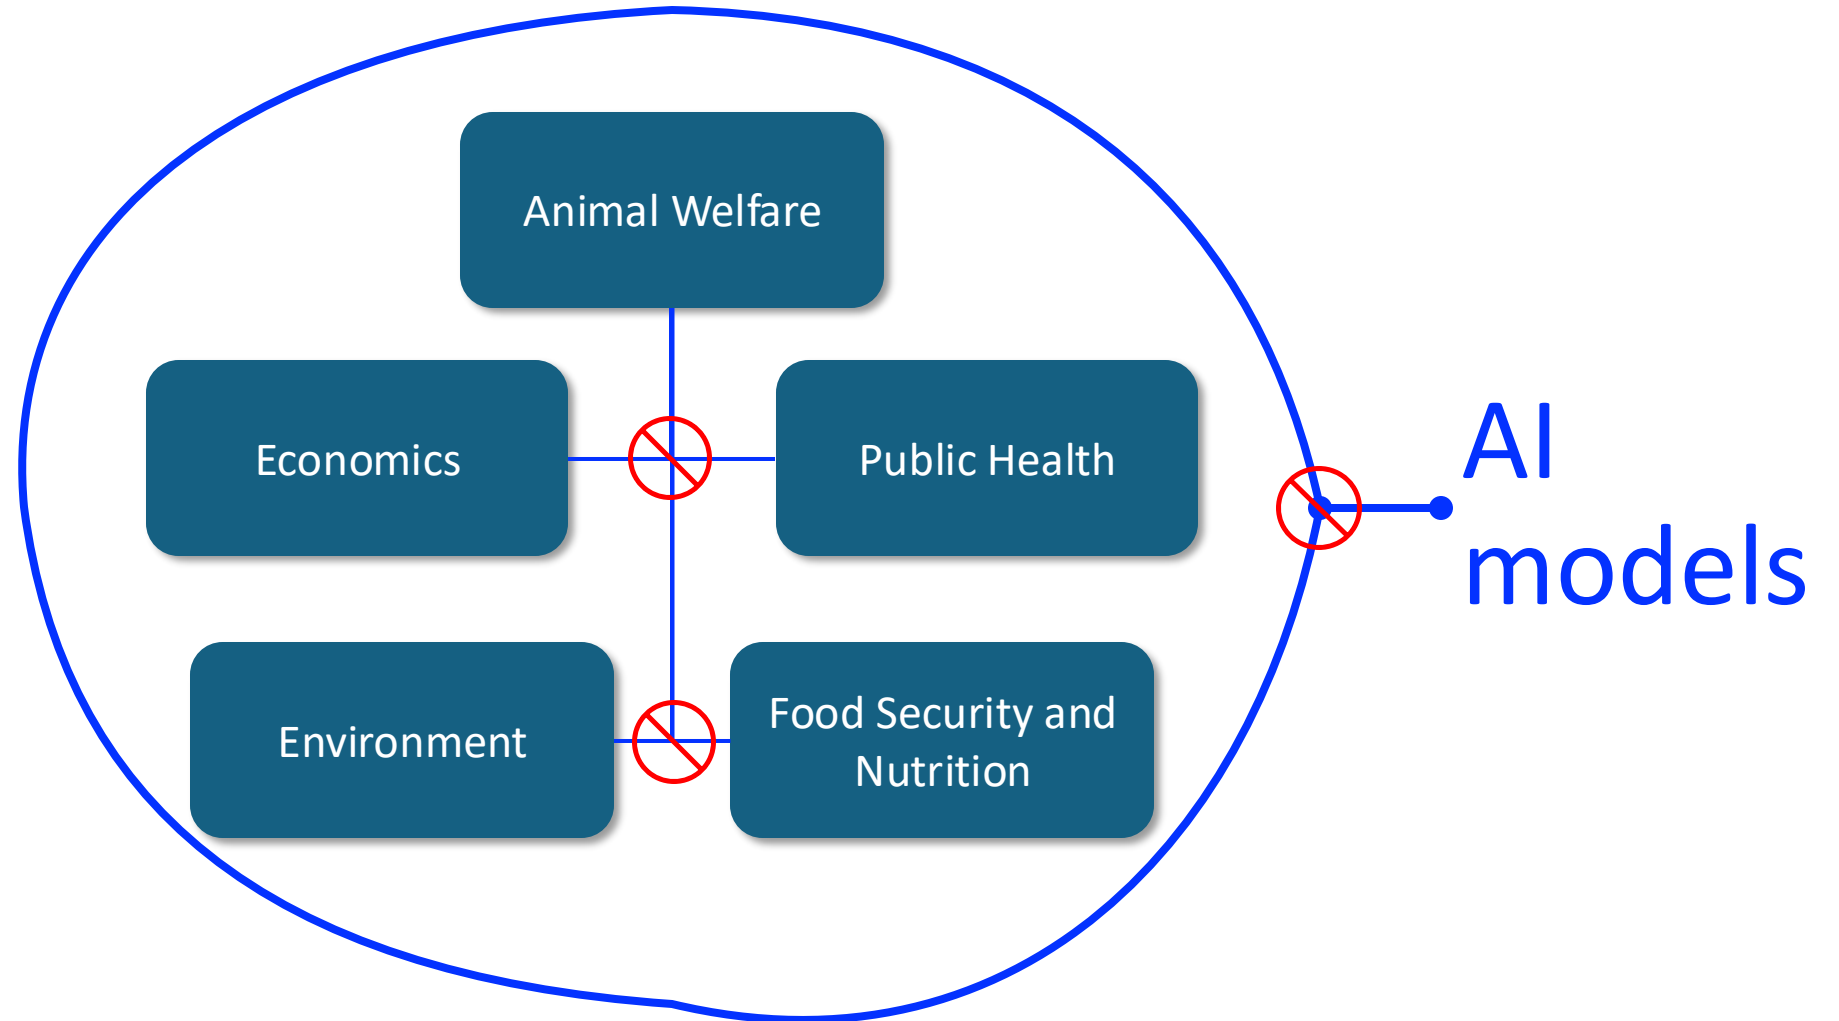 Animal Welfare
Economics
Public Health
AI
models
Environment
Food Security and
Nutrition